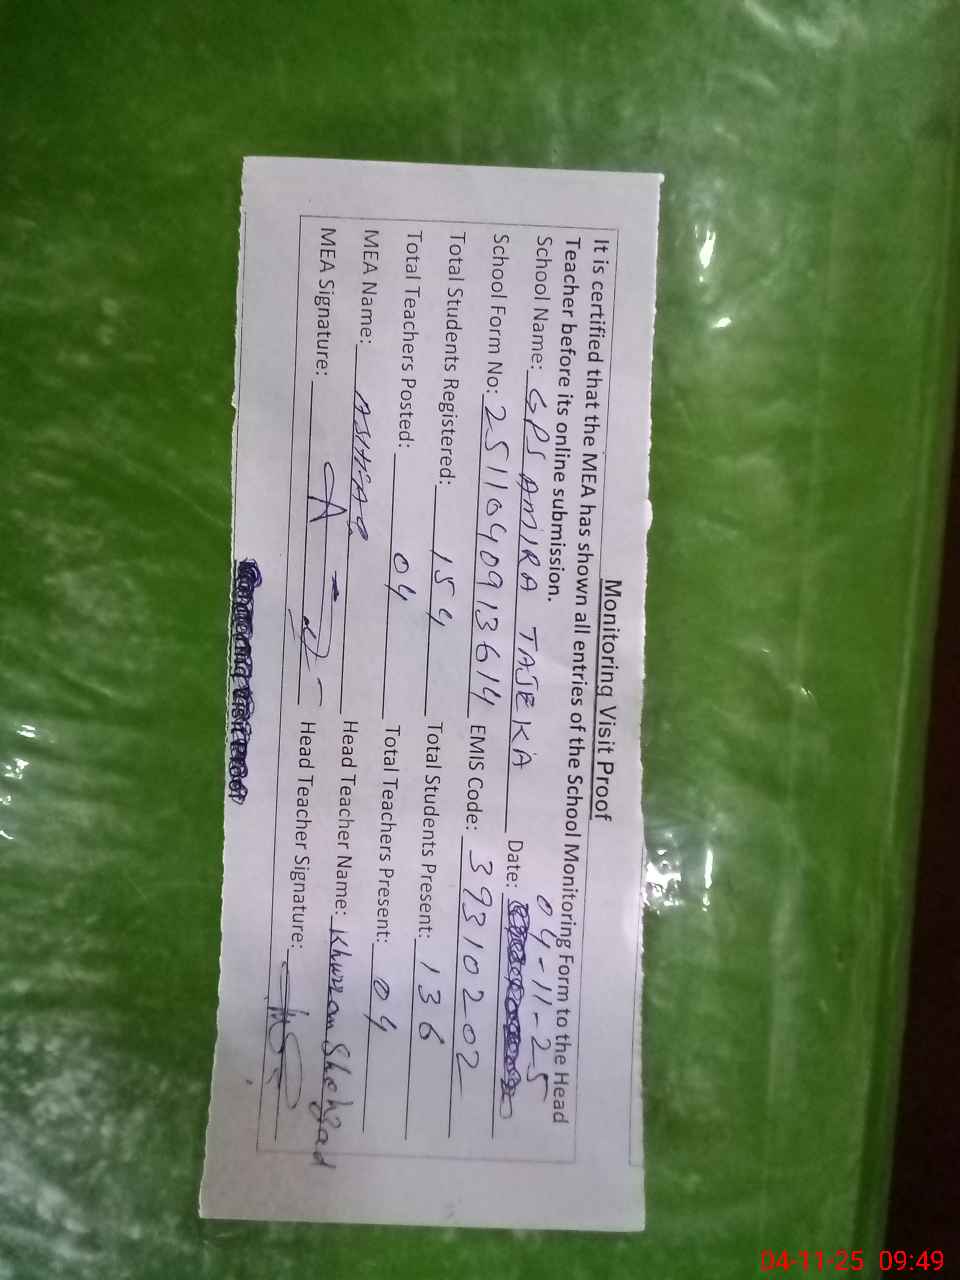 Monitoring Visit Proof
It is certified that the MEA has shown all entries of the School Monitoring Form to the Head
Teacher before its online submission.
School Name: GPS AMIRA TAJEKA Date: 04-11-25
School Form No: 2511040913614 EMIS Code: 39310202
Total Students Registered: 154 Total Students Present: 136
Total Teachers Posted: 04 Total Teachers Present: 04
MEA Name: ASHFAQ Head Teacher Name: Khurram Shehzad
MEA Signature: Head Teacher Signature:
04-11-25 09:49